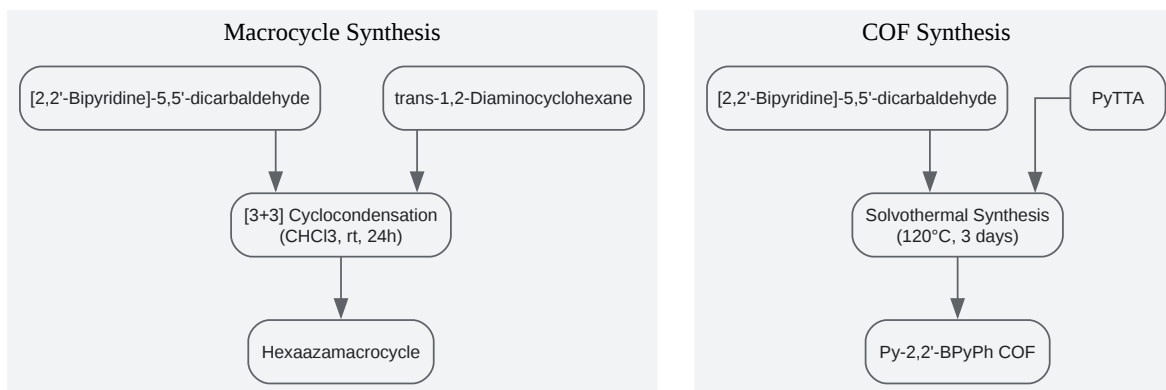 Macrocycle Synthesis
[2,2'-Bipyridine]-5,5'-dicarbaldehyde
trans-1,2-Diaminocyclohexane
[3+3] Cyclocondensation
(CHCl3, rt, 24h)
Hexaazamacrocycle
COF Synthesis
[2,2'-Bipyridine]-5,5'-dicarbaldehyde
PyTTA
Solvothermal Synthesis
(120°C, 3 days)
Py-2,2'-BPyPh COF